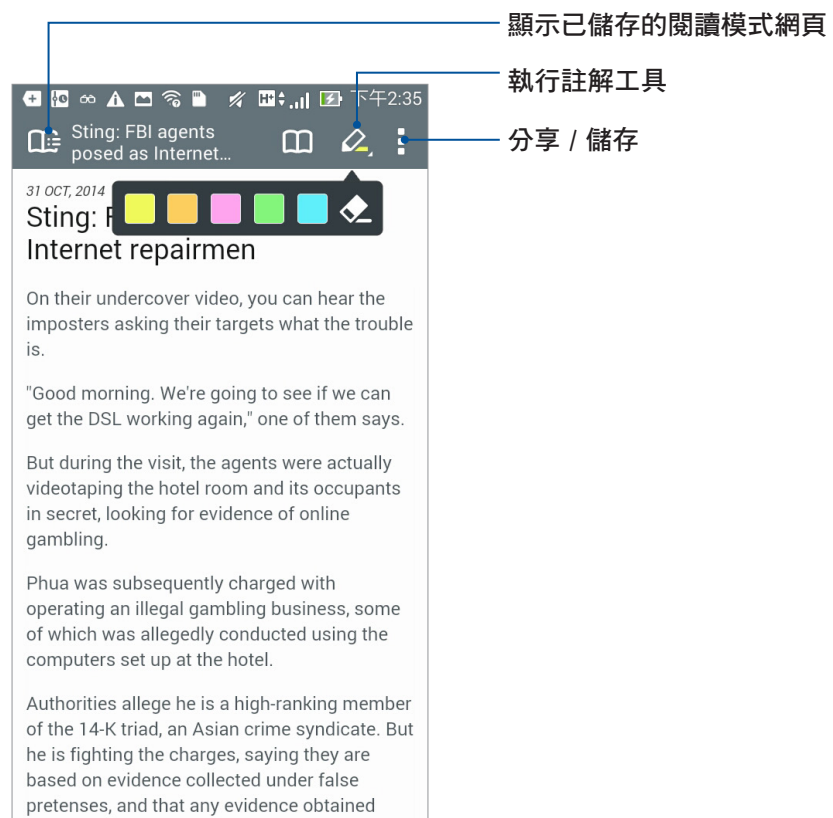 顯示已儲存的閱讀模式網頁
執行註解工具
分享 / 儲存
下午2:35
Sting: FBI agents
posed as Internet...
31 OCT, 2014
Sting: F
Internet repairmen
On their undercover video, you can hear the
imposters asking their targets what the trouble
is.
"Good morning. We're going to see if we can
get the DSL working again," one of them says.
But during the visit, the agents were actually
videotaping the hotel room and its occupants
in secret, looking for evidence of online
gambling.
Phua was subsequently charged with
operating an illegal gambling business, some
of which was allegedly conducted using the
computers set up at the hotel.
Authorities allege he is a high-ranking member
of the 14-K triad, an Asian crime syndicate. But
he is fighting the charges, saying they are
based on evidence collected under false
pretenses, and that any evidence obtained